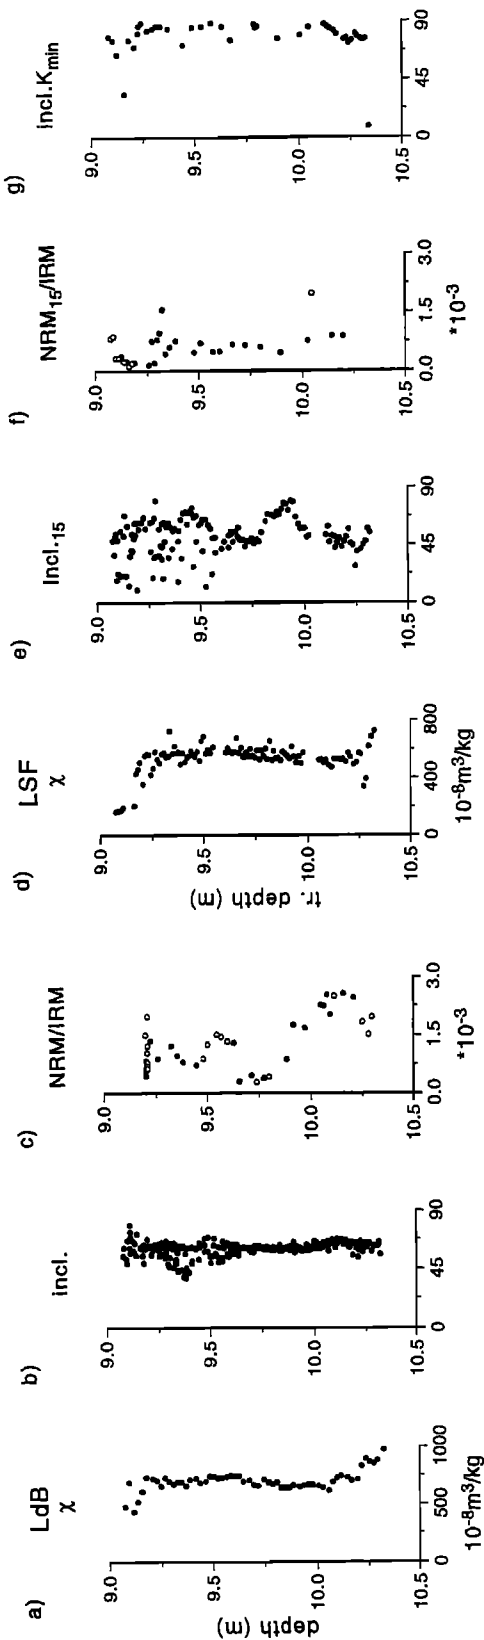 a)
LdB
χ
depth (m)
9.0
9.5
10.0
10.5
0
500
1000
10-8m3/kg
b)
incl.
9.0
9.5
10.0
10.5
0
45
90
c)
NRM/IRM
9.0
9.5
10.0
10.5
0.0
1.5
3.0
*10-3
d)
LSF
χ
tr. depth (m)
9.0
9.5
10.0
10.5
0
400
800
10-8m3/kg
e)
Incl.15
9.0
9.5
10.0
10.5
0
45
90
f)
NRM15/IRM
9.0
9.5
10.0
10.5
0.0
1.5
3.0
*10-3
g)
incl.Kmin
9.0
9.5
10.0
10.5
0
45
90